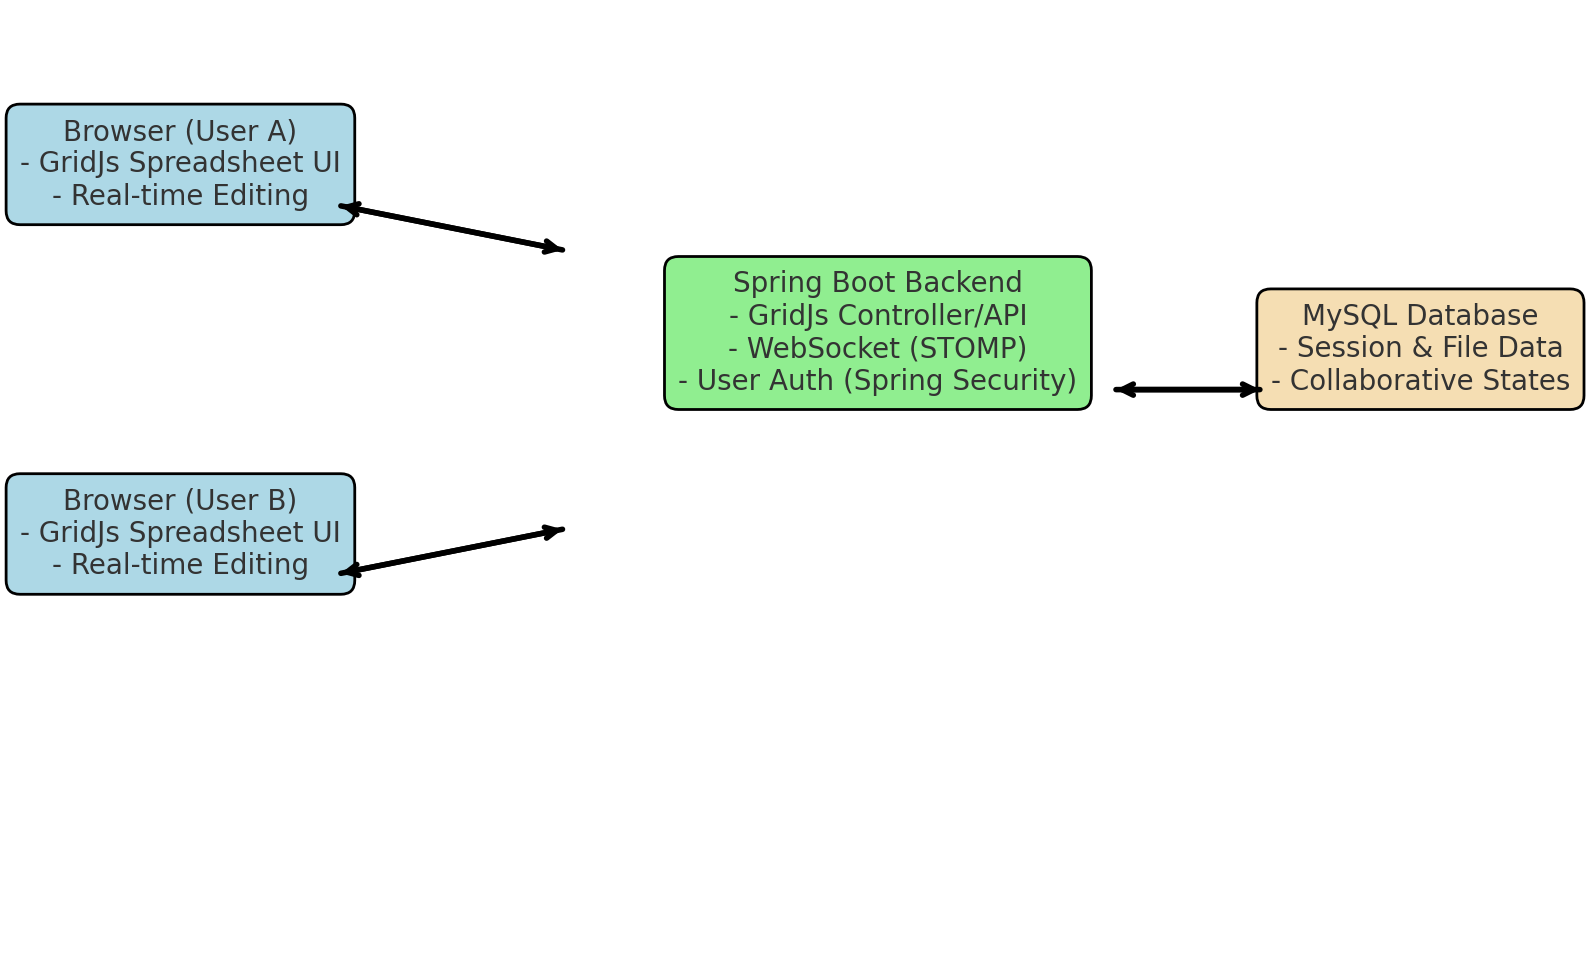 Browser (User A)
- GridJs Spreadsheet UI
- Real-time Editing
Spring Boot Backend
- GridJs Controller/API
- WebSocket (STOMP)
- User Auth (Spring Security)
MySQL Database
- Session & File Data
- Collaborative States
Browser (User B)
- GridJs Spreadsheet UI
- Real-time Editing